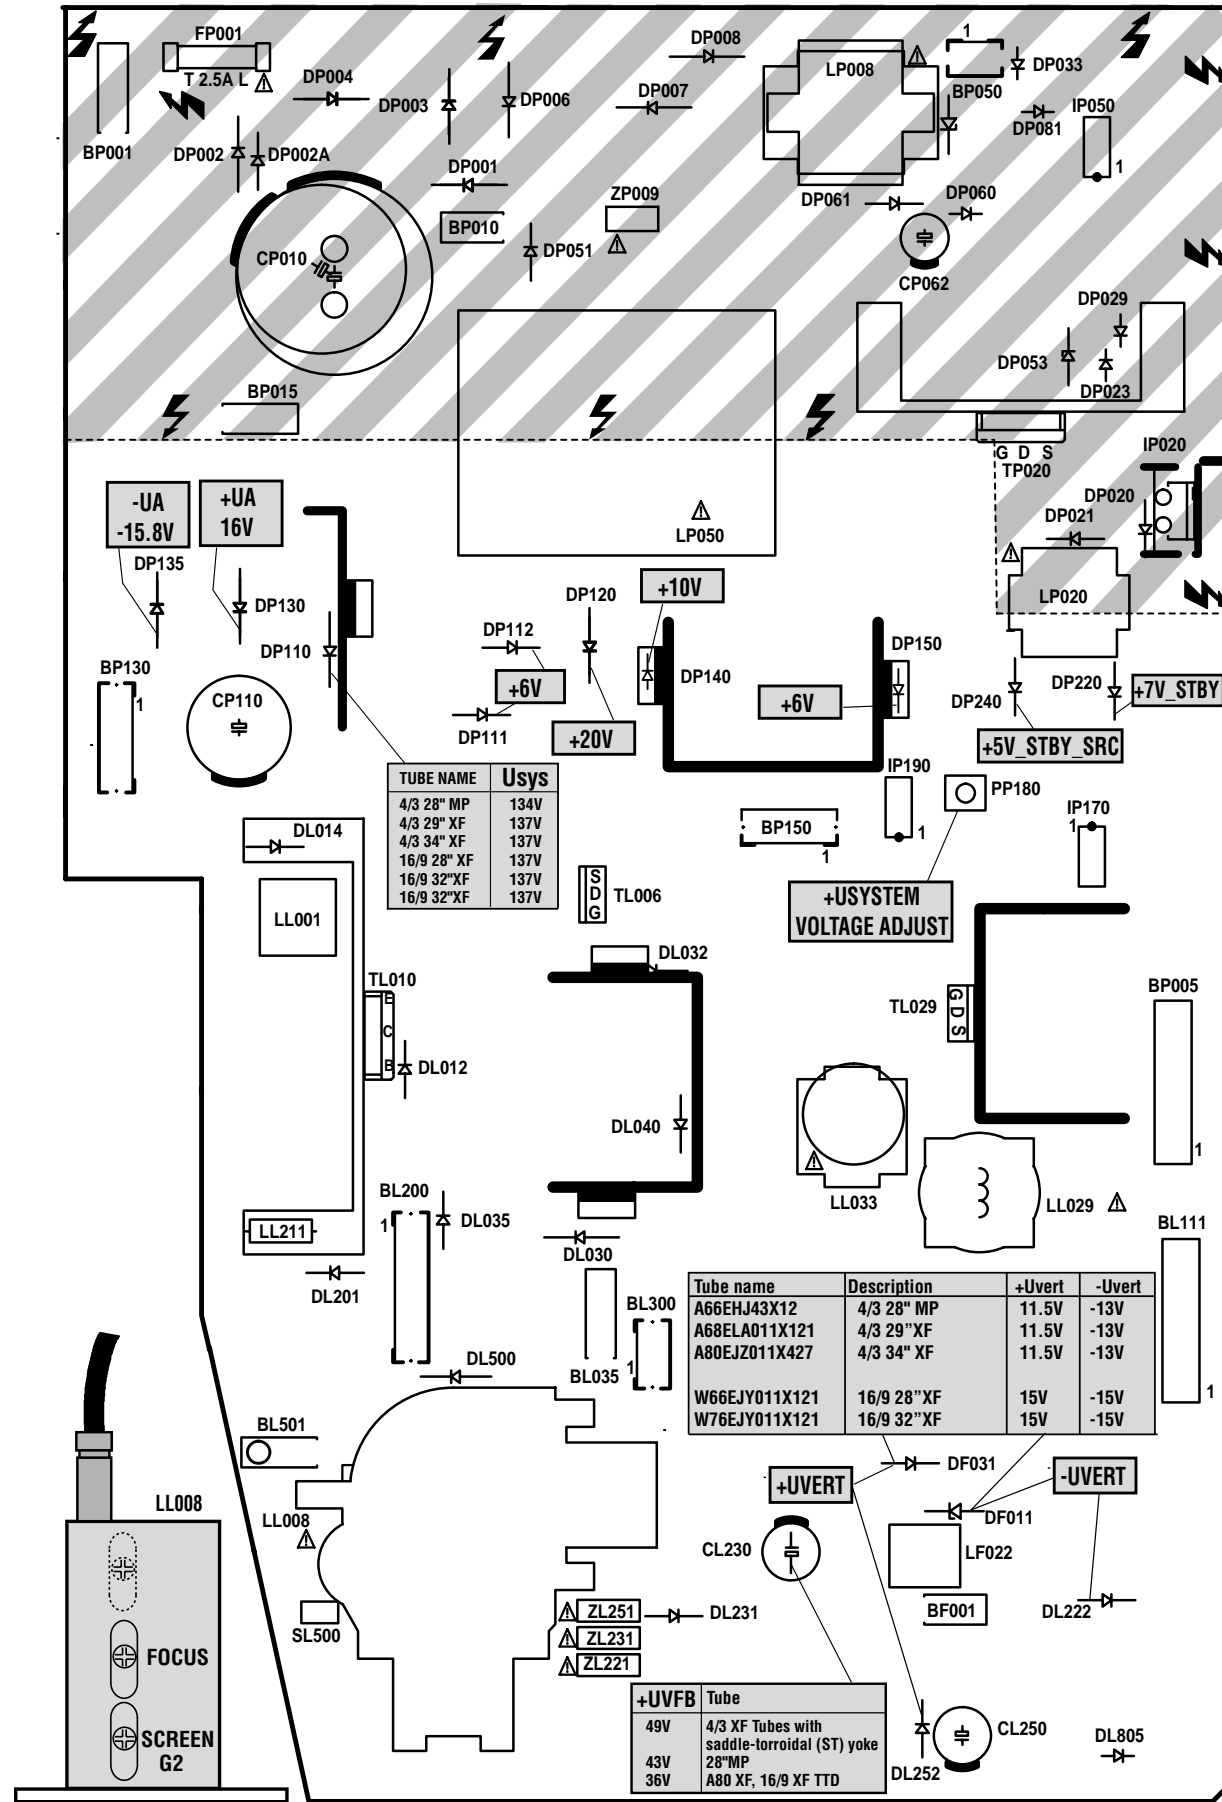 FP001
T 2.5A L
BP001
DP004
DP003
DP006
DP008
DP007
LP008
1
BP050
DP033
DP081
IP050
1
DP002
DP002A
DP001
ZP009
DP061
DP060
BP010
DP051
CP010
CP062
DP029
DP053
DP023
BP015
G D S
TP020
IP020
DP020
DP021
-UA
-15.8V
+UA
16V
LP050
DP135
DP130
DP110
DP120
+10V
LP020
DP112
DP140
DP150
BP130
1
CP110
+6V
+6V
DP240
DP220
+7V_STBY
DP111
+20V
+5V_STBY_SRC
TUBE NAME Usys
4/3 28" MP 134V
4/3 29" XF 137V
4/3 34" XF 137V
16/9 28" XF 137V
16/9 32"XF 137V
16/9 32"XF 137V
IP190
1
PP180
IP170
1
BP150
1
DL014
LL001
S
D
G
TL006
+USYSTEM
VOLTAGE ADJUST
DL032
TL010
E
C
B
DL012
TL029
G D S
BP005
1
DL040
LL033
LL029
BL200
1
DL035
LL211
DL030
DL201
BL111
1
BL300
1
BL035
DL500
Tube name Description +Uvert -Uvert
A66EHJ43X12 4/3 28" MP 11.5V -13V
A68ELA011X121 4/3 29”XF 11.5V -13V
A80EJZ011X427 4/3 34" XF 11.5V -13V
W66EJY011X121 16/9 28”XF 15V -15V
W76EJY011X121 16/9 32”XF 15V -15V
BL501
LL008
LL008
+UVERT
DF031
-UVERT
DF011
CL230
LF022
BF001
DL222
SL500
ZL251
DL231
ZL231
ZL221
FOCUS
SCREEN
G2
+UVFB Tube
49V 4/3 XF Tubes with
saddle-torroidal (ST) yoke
43V 28"MP
36V A80 XF, 16/9 XF TTD
DL252
CL250
DL805